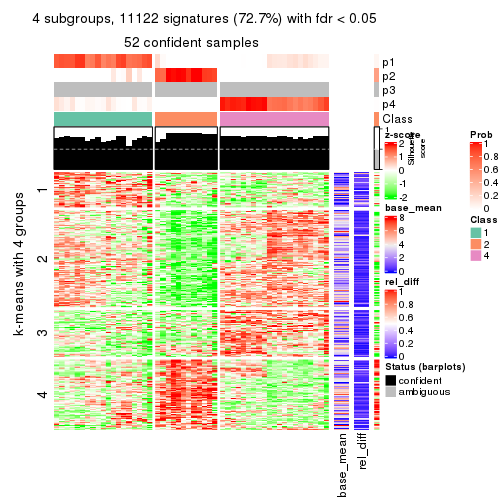 4 subgroups, 11122 signatures (72.7%) with fdr < 0.05
52 confident samples
p1
p2
p3
p4
Class
1
0.5
0
Silhouette
score
k-means with 4 groups
1
2
3
4
base_mean
rel_diff
z-score
2
1
0
-1
-2
base_mean
8
6
4
2
0
rel_diff
1
0.8
0.6
0.4
0.2
0
Status (barplots)
confident
ambiguous
Prob
1
0.8
0.6
0.4
0.2
0
Class
1
2
4